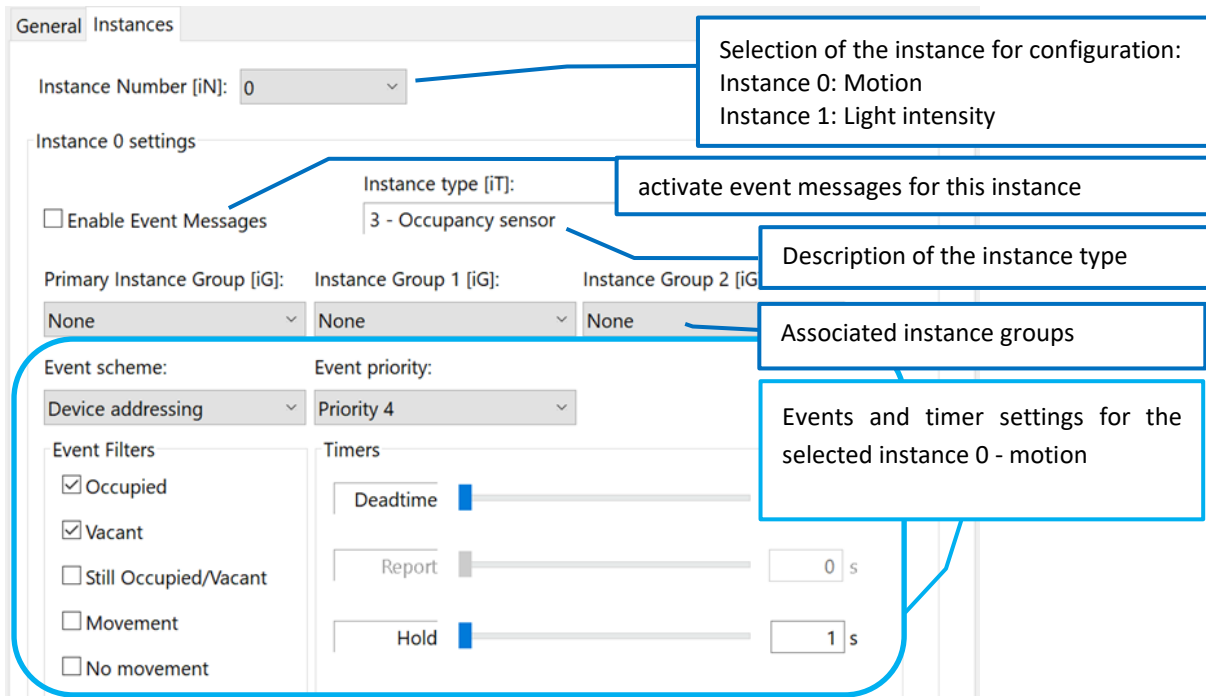 General Instances
Selection of the instance for configuration:
Instance 0: Motion
Instance 1: Light intensity
Instance Number [iN]: 0
Instance 0 settings
Instance type [iT]:
activate event messages for this instance
Enable Event Messages
3 - Occupancy sensor
Description of the instance type
Primary Instance Group [iG]: Instance Group 1 [iG]: Instance Group 2 [iG
None None None
Associated instance groups
Event scheme: Event priority:
Device addressing Priority 4
Events and timer settings for the
selected instance 0 - motion
Event Filters Timers
Occupied
Deadtime
Vacant
Still Occupied/Vacant
Report 0 s
Movement
Hold 1 s
No movement